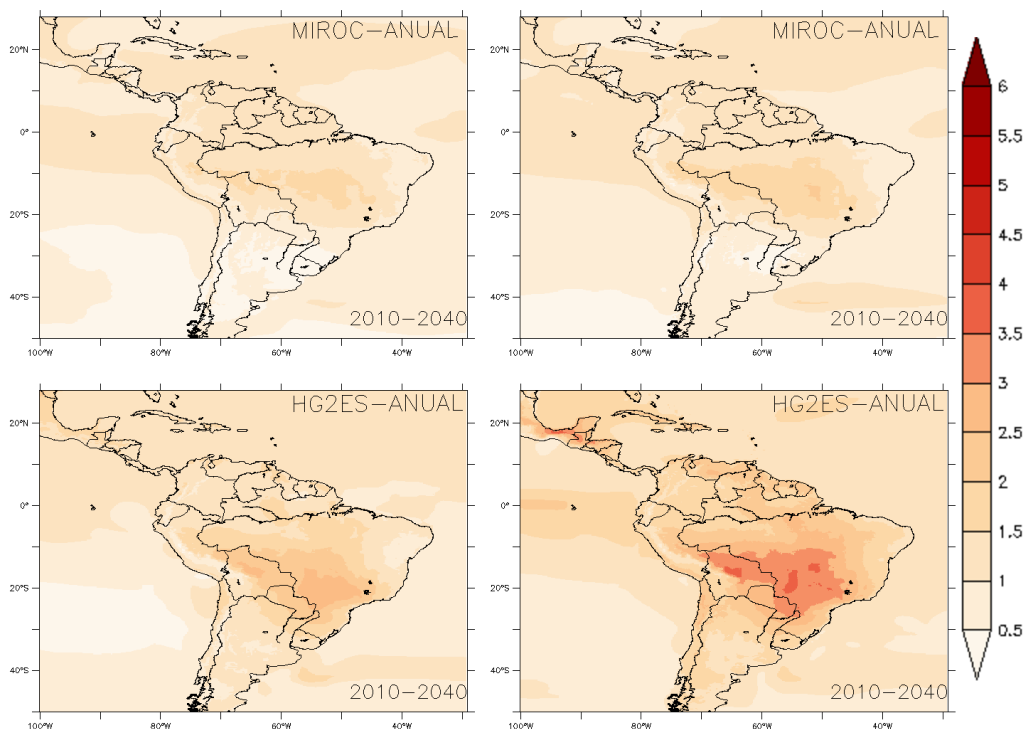 MIROC-ANUAL
20°N
0°
20°S
40°S
2010-2040
100°W
80°W
60°W
40°W
MIROC-ANUAL
20°N
0°
20°S
40°S
2010-2040
100°W
80°W
60°W
40°W
HG2ES-ANUAL
20°N
0°
20°S
40°S
2010-2040
100°W
80°W
60°W
40°W
HG2ES-ANUAL
20°N
0°
20°S
40°S
2010-2040
100°W
80°W
60°W
40°W
6
5.5
5
4.5
4
3.5
3
2.5
2
1.5
1
0.5